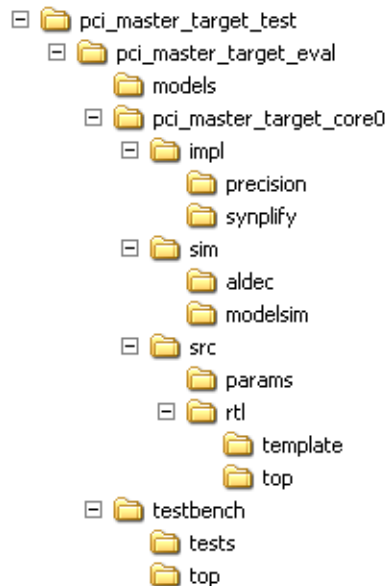 pci_master_target_test
pci_master_target_eval
models
pci_master_target_core0
impl
precision
synplify
sim
aldec
modelsim
src
params
rtl
template
top
testbench
tests
top